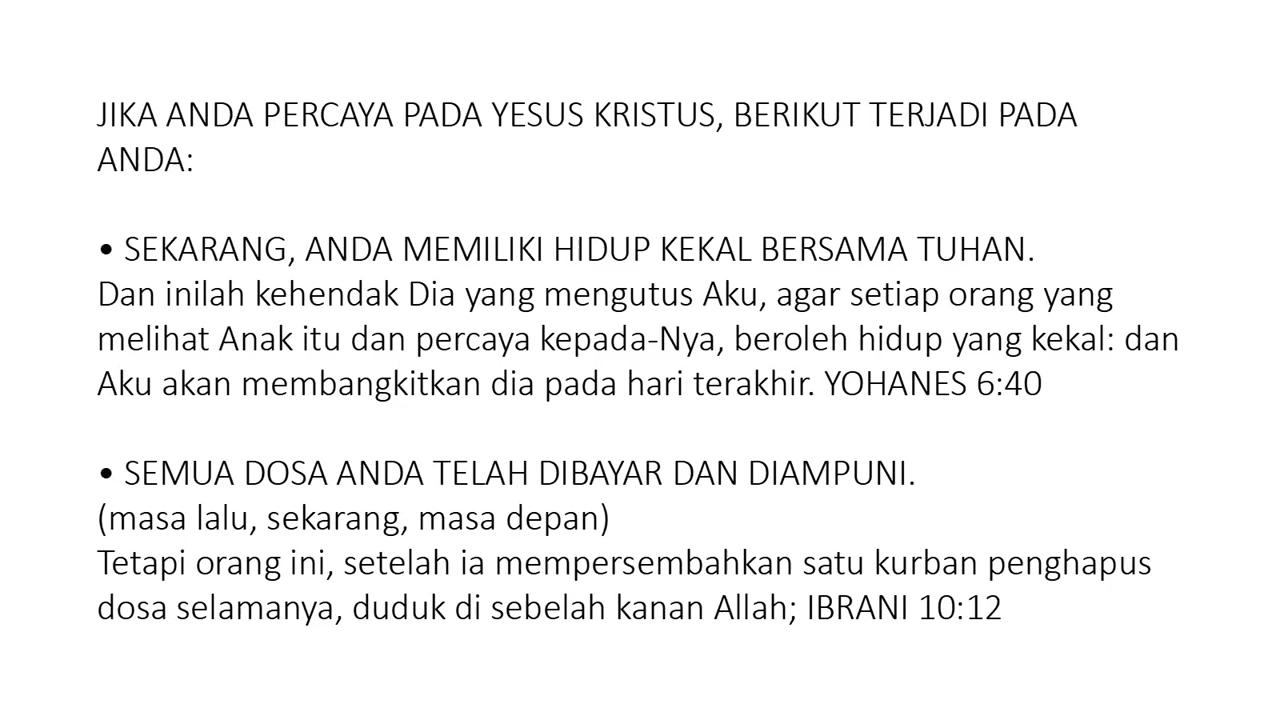 JIKA ANDA PERCAYA PADA YESUS KRISTUS, BERIKUT TERJADI PADA
ANDA:
• SEKARANG, ANDA MEMILIKI HIDUP KEKAL BERSAMA TUHAN.
Dan inilah kehendak Dia yang mengutus Aku, agar setiap orang yang
melihat Anak itu dan percaya kepada-Nya, beroleh hidup yang kekal: dan
Aku akan membangkitkan dia pada hari terakhir. YOHANES 6:40
• SEMUA DOSA ANDA TELAH DIBAYAR DAN DIAMPUNI.
(masa lalu, sekarang, masa depan)
Tetapi orang ini, setelah ia mempersembahkan satu kurban penghapus
dosa selamanya, duduk di sebelah kanan Allah; IBRANI 10:12